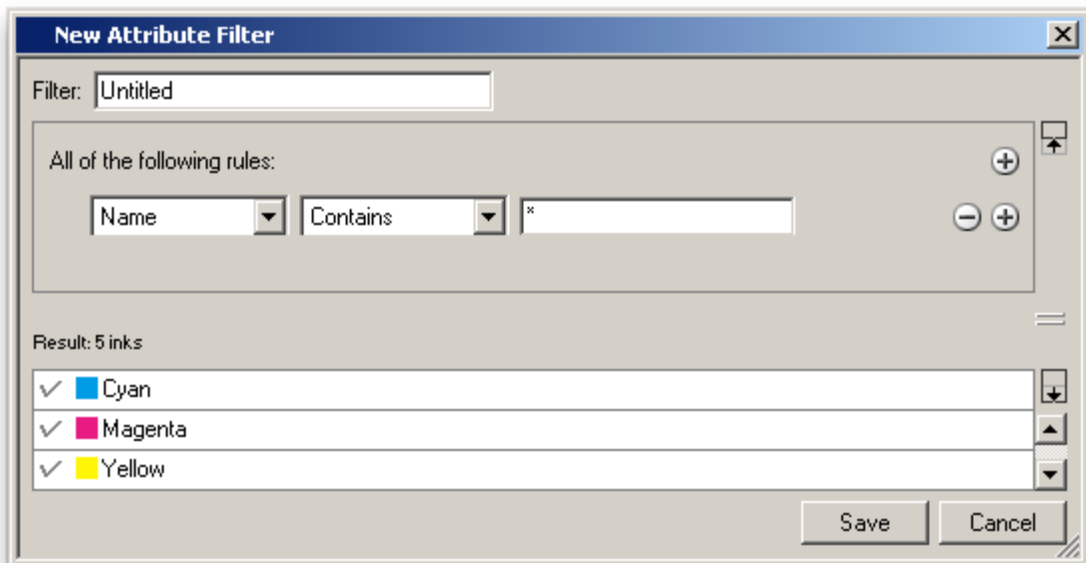 New Attribute Filter
Filter: Untitled
All of the following rules:
Name Contains *
Result: 5 inks
Cyan
Magenta
Yellow
Save Cancel